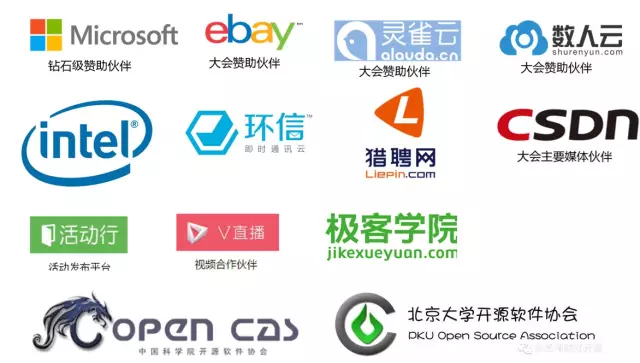 Microsoft
钻石级赞助伙伴
ebay™
大会赞助伙伴
灵雀云
alauda.cn
大会赞助伙伴
数人云
shurenyun.com
大会赞助伙伴
intel
环信™
即时通讯云
L
猎聘网
Liepin.com
CSDN
大会主要媒体伙伴
活动行
活动发布平台
V直播
视频合作伙伴
极客学院
jikexueyuan.com
OPEN CAS
中国科学院开源软件协会
北京大学开源软件协会
PKU Open Source Association